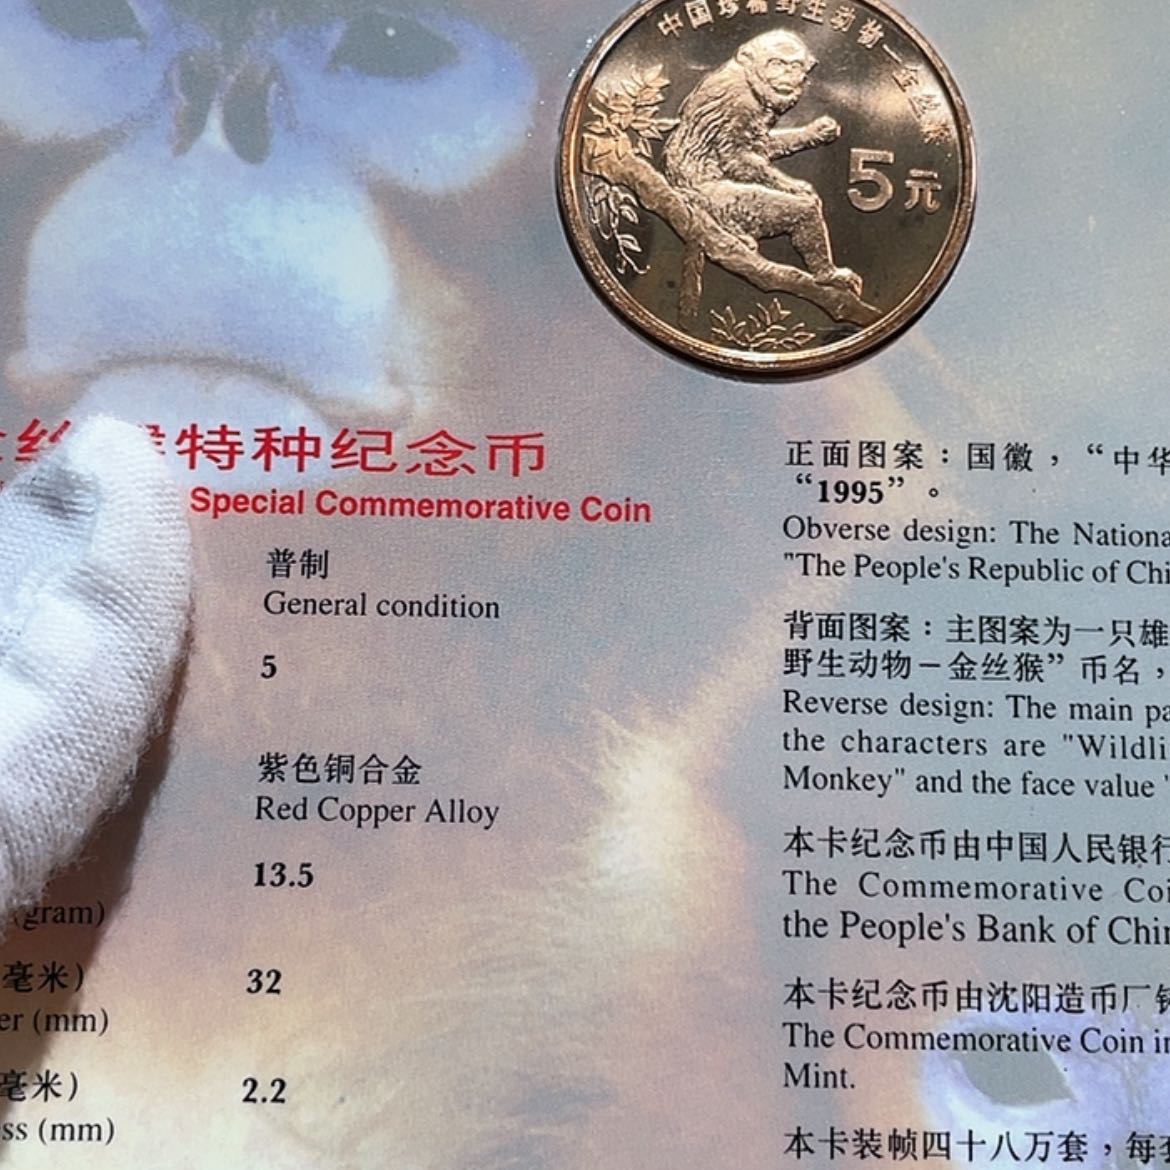 中国珍稀野生动物—金丝猴
5元
丝 猴特种纪念币
Special Commemorative Coin
普制
General condition
5
紫色铜合金
Red Copper Alloy
13.5
(gram)
毫米)
32
er (mm)
毫米)
2.2
ss (mm)
正面图案：国徽，“中华
“1995”。
Obverse design: The Nationa
"The People's Republic of Chi
背面图案：主图案为一只雄
野生动物－金丝猴”币名，
Reverse design: The main pa
the characters are "Wildli
Monkey" and the face value "
本卡纪念币由中国人民银行
The Commemorative Coi
the People's Bank of Chin
本卡纪念币由沈阳造币厂铸
The Commemorative Coin i
Mint.
本卡装帧四十八万套，每套